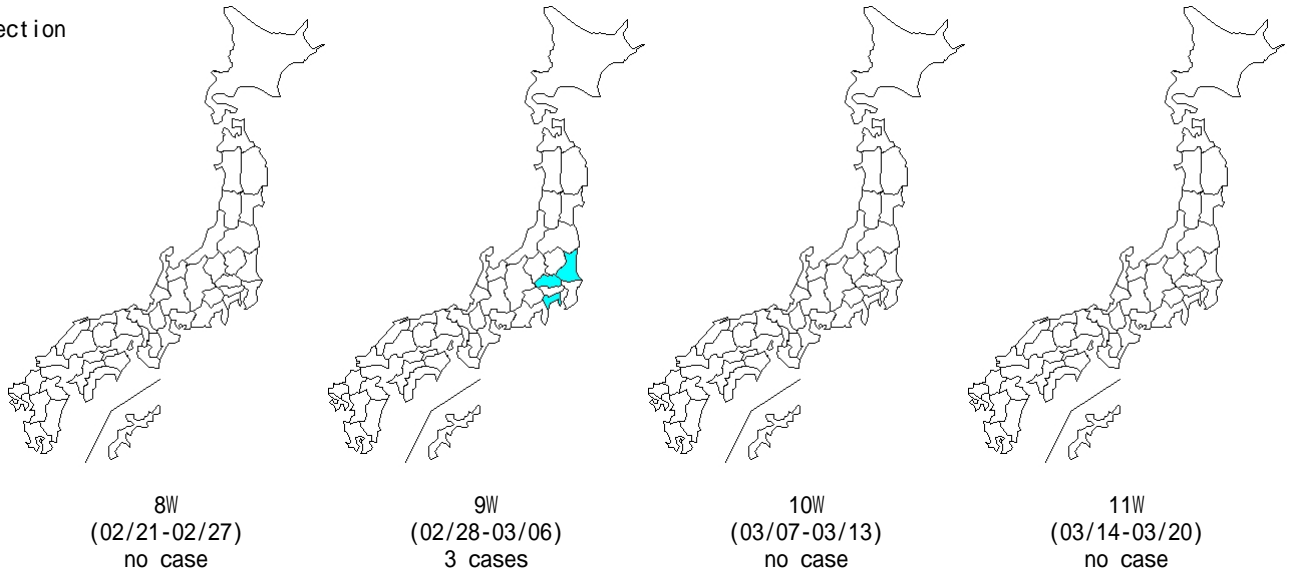 ection
8W
(02/21-02/27)
no case
9W
(02/28-03/06)
3 cases
10W
(03/07-03/13)
no case
11W
(03/14-03/20)
no case